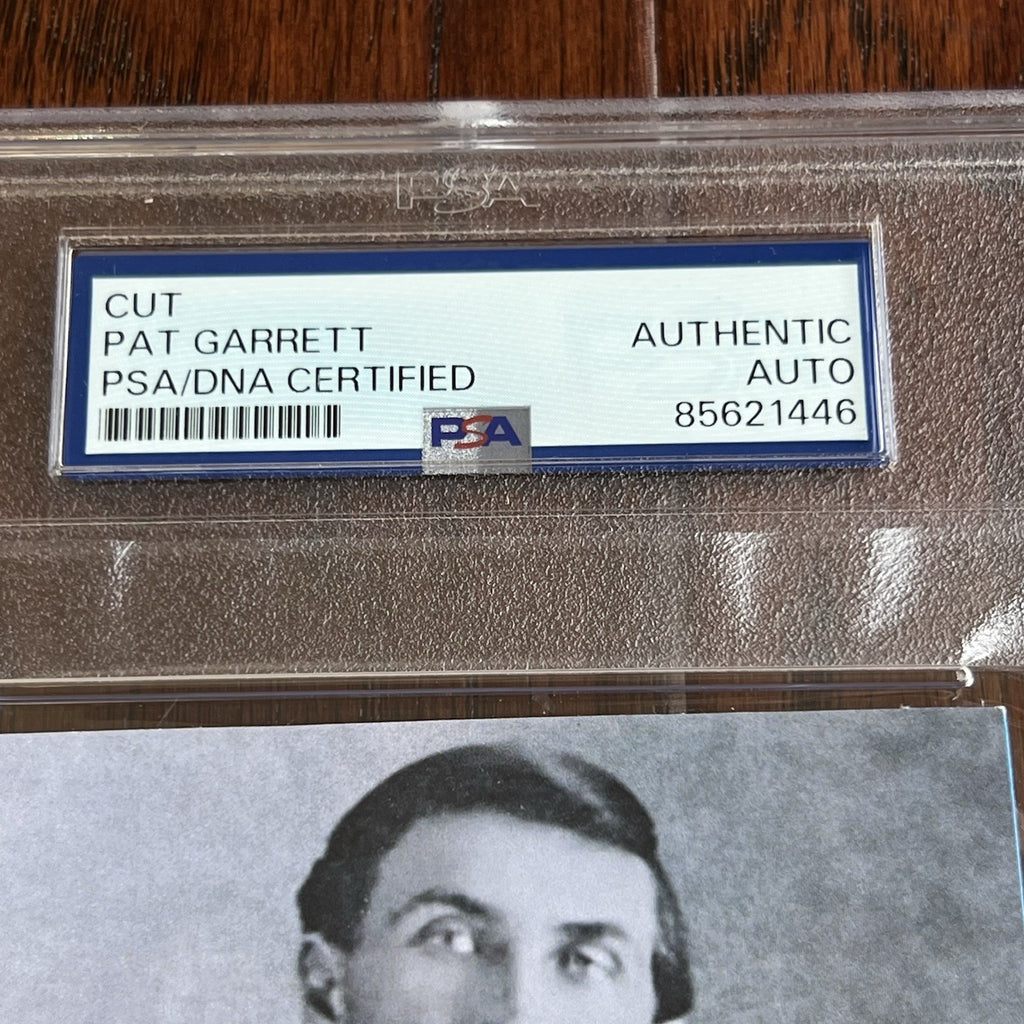 PSA
CUT
PAT GARRETT
PSA/DNA CERTIFIED
AUTHENTIC
AUTO
85621446
PSA